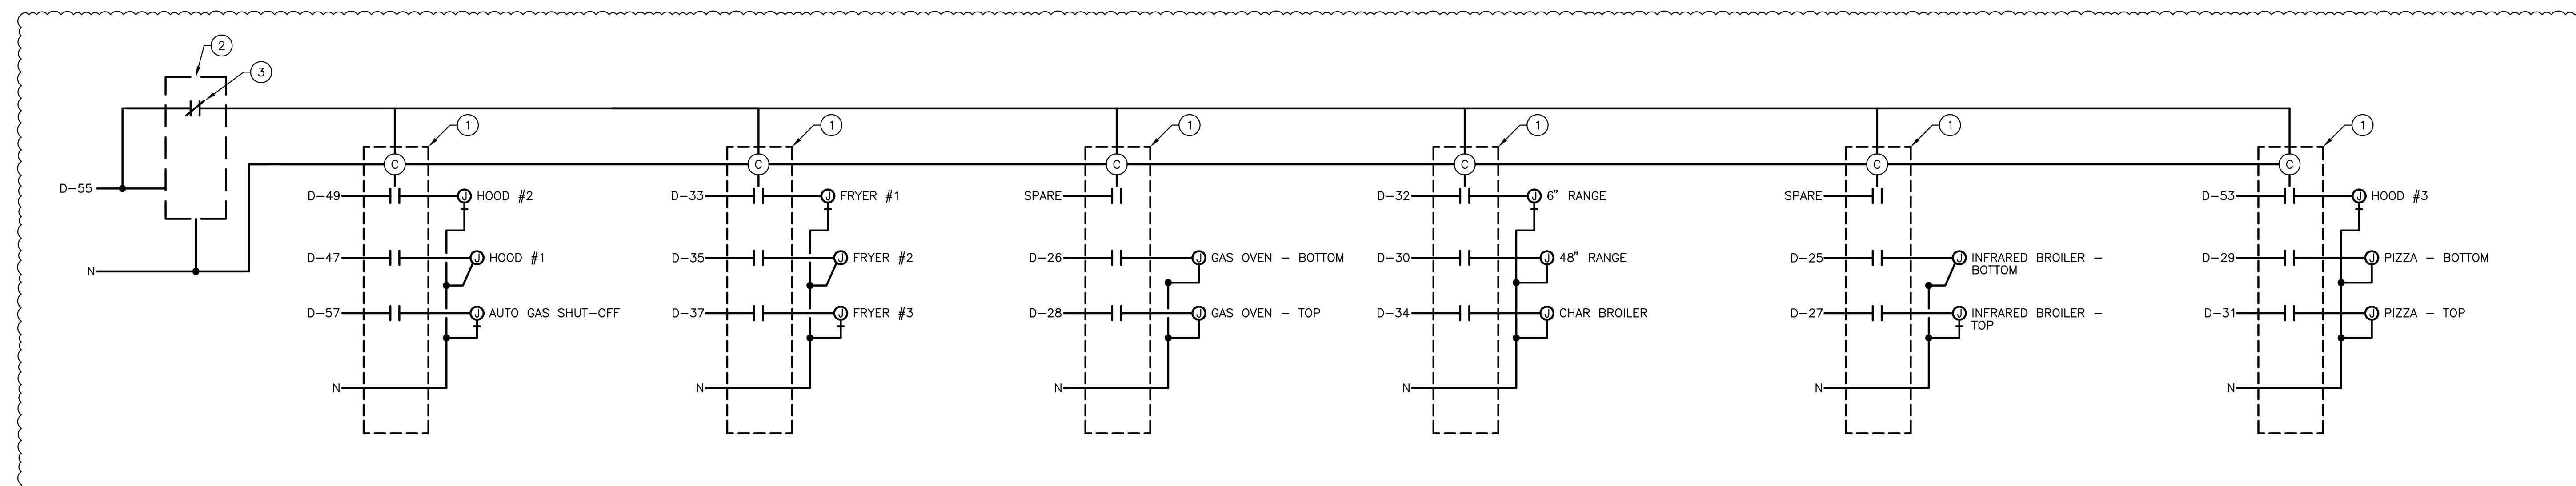 2
3
D-55
N
1
C
D-49 J HOOD #2
D-47 J HOOD #1
D-57 J AUTO GAS SHUT-OFF
N
1
C
D-33 J FRYER #1
D-35 J FRYER #2
D-37 J FRYER #3
N
1
C
SPARE
D-26 J GAS OVEN - BOTTOM
D-28 J GAS OVEN - TOP
N
1
C
D-32 J 6" RANGE
D-30 J 48" RANGE
D-34 J CHAR BROILER
N
1
C
SPARE
D-25 J INFRARED BROILER -
BOTTOM
D-27 J INFRARED BROILER -
TOP
N
1
C
D-53 J HOOD #3
D-29 J PIZZA - BOTTOM
D-31 J PIZZA - TOP
N